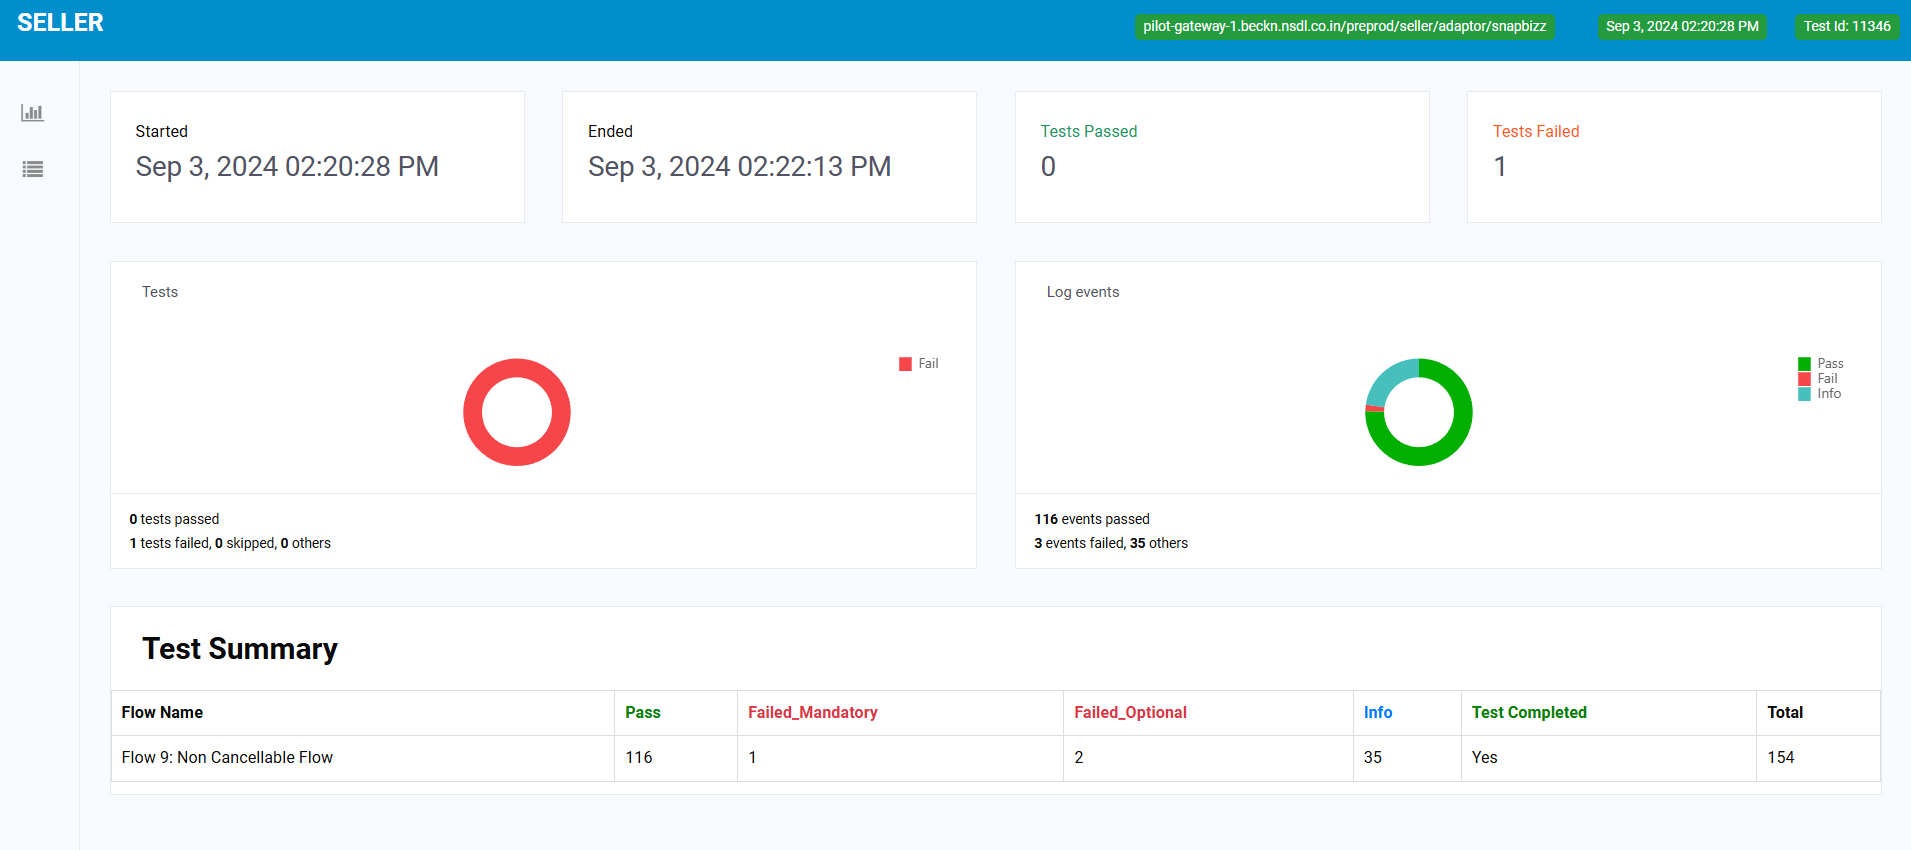 SELLER
pilot-gateway-1.beckn.nsdl.co.in/preprod/seller/adaptor/snapbizz
Sep 3, 2024 02:20:28 PM
Test Id: 11346
Started
Sep 3, 2024 02:20:28 PM
Ended
Sep 3, 2024 02:22:13 PM
Tests Passed
0
Tests Failed
1
Tests
Fail
0 tests passed
1 tests failed, 0 skipped, 0 others
Log events
Pass
Fail
Info
116 events passed
3 events failed, 35 others
Test Summary
Flow Name Pass Failed_Mandatory Failed_Optional Info Test Completed Total
Flow 9: Non Cancellable Flow 116 1 2 35 Yes 154